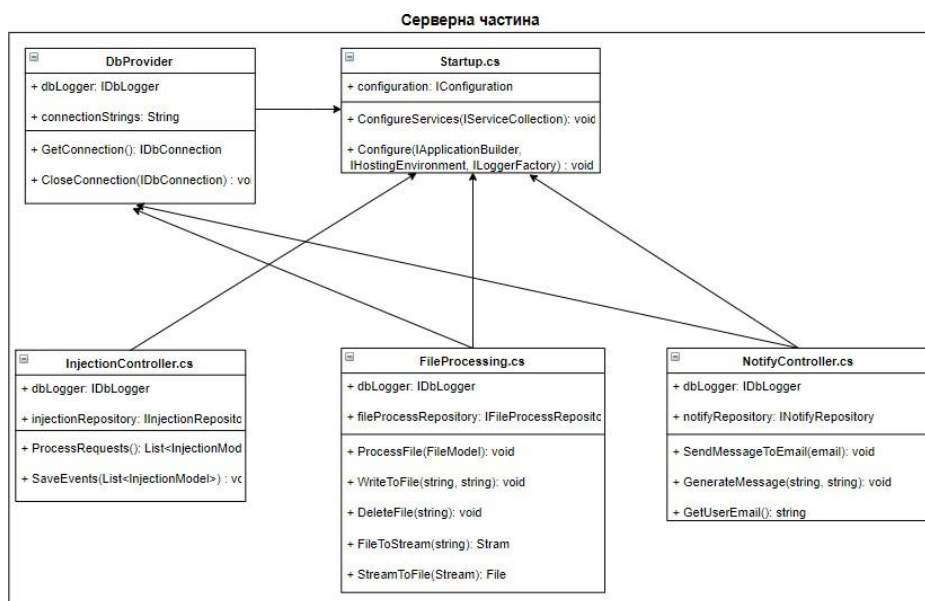 Серверна частина
DbProvider
+ dbLogger: IDbLogger
+ connectionStrings: String
+ GetConnection(): IDbConnection
+ CloseConnection(IDbConnection) : voi
Startup.cs
+ configuration: IConfiguration
+ ConfigureServices(IServiceCollection): void
+ Configure(IApplicationBuilder,
IHostingEnvironment, ILoggerFactory) : void
InjectionController.cs
+ dbLogger: IDbLogger
+ injectionRepository: IInjectionReposito
+ ProcessRequests(): List<InjectionMod
+ SaveEvents(List<InjectionModel>) : vo
FileProcessing.cs
+ dbLogger: IDbLogger
+ fileProcessRepository: IFileProcessReposito
+ ProcessFile(FileModel): void
+ WriteToFile(string, string): void
+ DeleteFile(string): void
+ FileToStream(string): Stram
+ StreamToFile(Stream): File
NotifyController.cs
+ dbLogger: IDbLogger
+ notifyRepository: INotifyRepository
+ SendMessageToEmail(email): void
+ GenerateMessage(string, string): void
+ GetUserEmail(): string